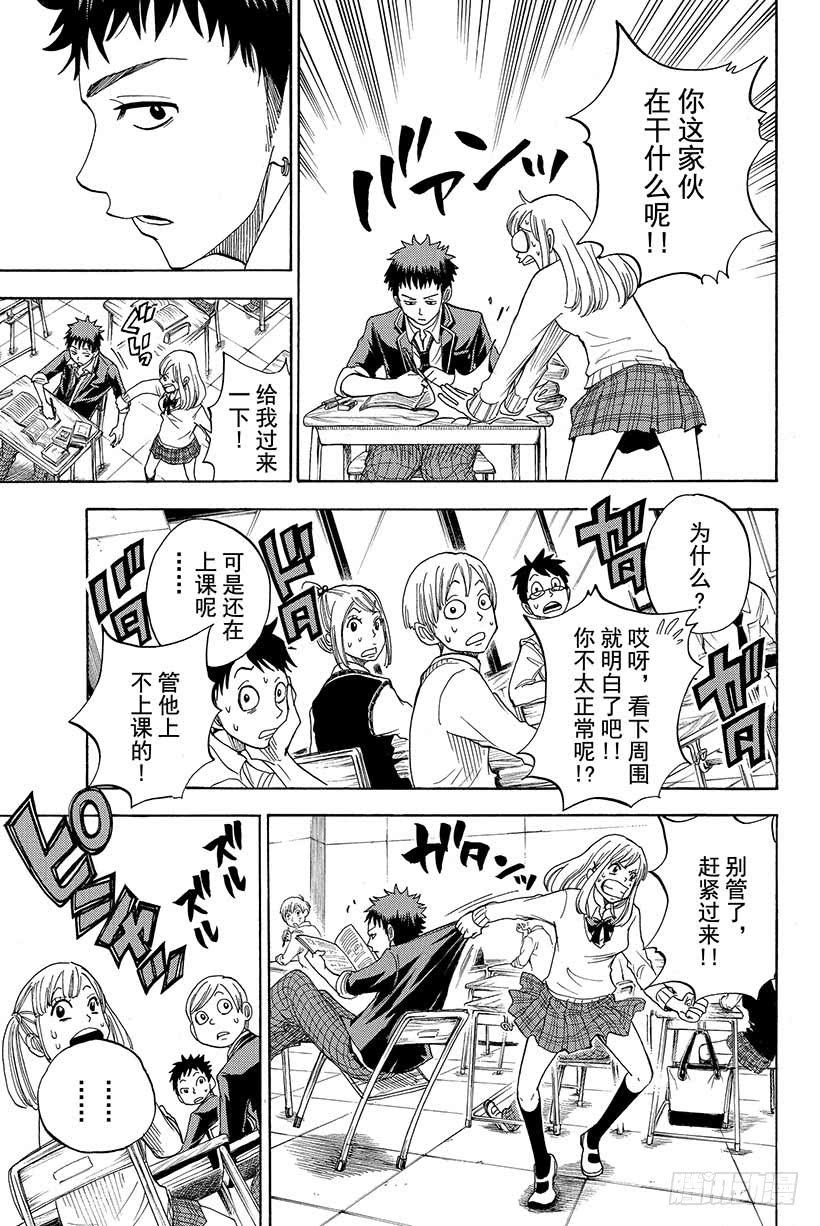 你这家伙
在干什么呢!!
バァンッ
ぐいっ
给我过来
一下!
为什么?
哎呀，看下周围
就明白了吧!!
你不太正常呢!?
ガタ
ガタ
可是还在
上课呢
……
管他上
不上课的!
ガタ
ガタンッ
别管了，
赶紧过来!!
ズル
ズル
ピシャッ
……
……
腾讯动漫